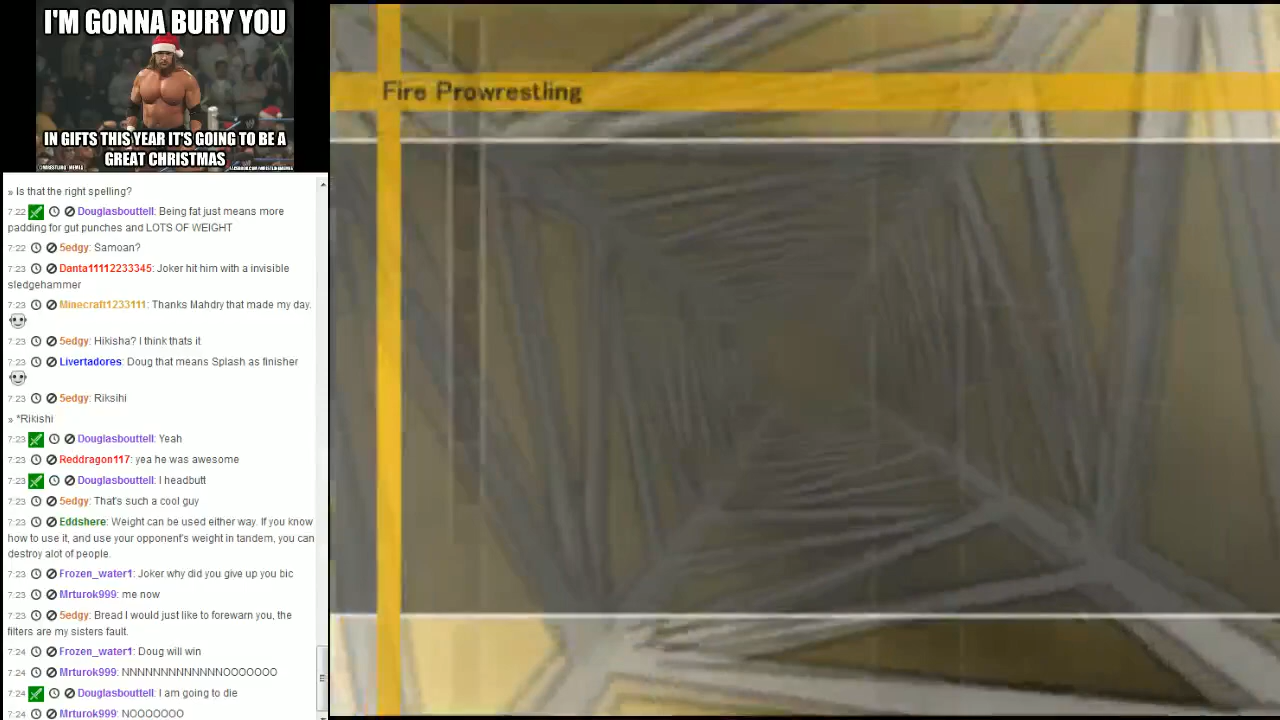 I'M GONNA BURY YOU
IN GIFTS THIS YEAR IT'S GOING TO BE A
GREAT CHRISTMAS
» Is that the right spelling?
7:22 Douglasbouttell: Being fat just means more
padding for gut punches and LOTS OF WEIGHT
7:22 5edgy: Samoan?
7:23 Danta11112233345: Joker hit him with a invisible
sledgehammer
7:23 Minecraft1233111: Thanks Mahdry that made my day.
7:23 5edgy: Hikisha? I think thats it
7:23 Livertadores: Doug that means Splash as finisher
7:23 5edgy: Riksihi
» *Rikishi
7:23 Douglasbouttell: Yeah
7:23 Reddragon117: yea he was awesome
7:23 Douglasbouttell: I headbutt
7:23 5edgy: That's such a cool guy
7:23 Eddshere: Weight can be used either way. If you know
how to use it, and use your opponent's weight in tandem, you can
destroy alot of people.
7:23 Frozen_water1: Joker why did you give up you bic
7:23 Mrturok999: me now
7:23 5edgy: Bread I would just like to forewarn you, the
filters are my sisters fault.
7:24 Frozen_water1: Doug will win
7:24 Mrturok999: NNNNNNNNNNNNNOOOOOOO
7:24 Douglasbouttell: I am going to die
7:24 Mrturok999: NOOOOOOO
Fire Prowrestling